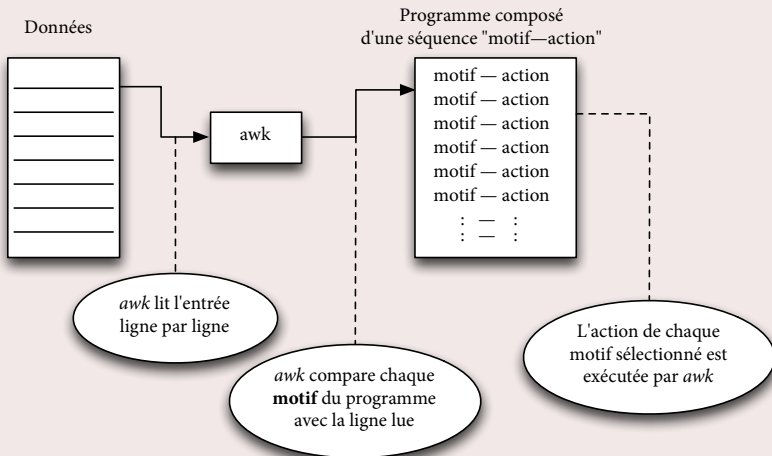 Données
Programme composé
d'une séquence "motif—action"
motif — action
motif — action
motif — action
motif — action
motif — action
motif — action
⋮ — ⋮
⋮ — ⋮
awk
awk lit l'entrée
ligne par ligne
awk compare chaque
motif du programme
avec la ligne lue
L'action de chaque
motif sélectionné est
exécutée par awk